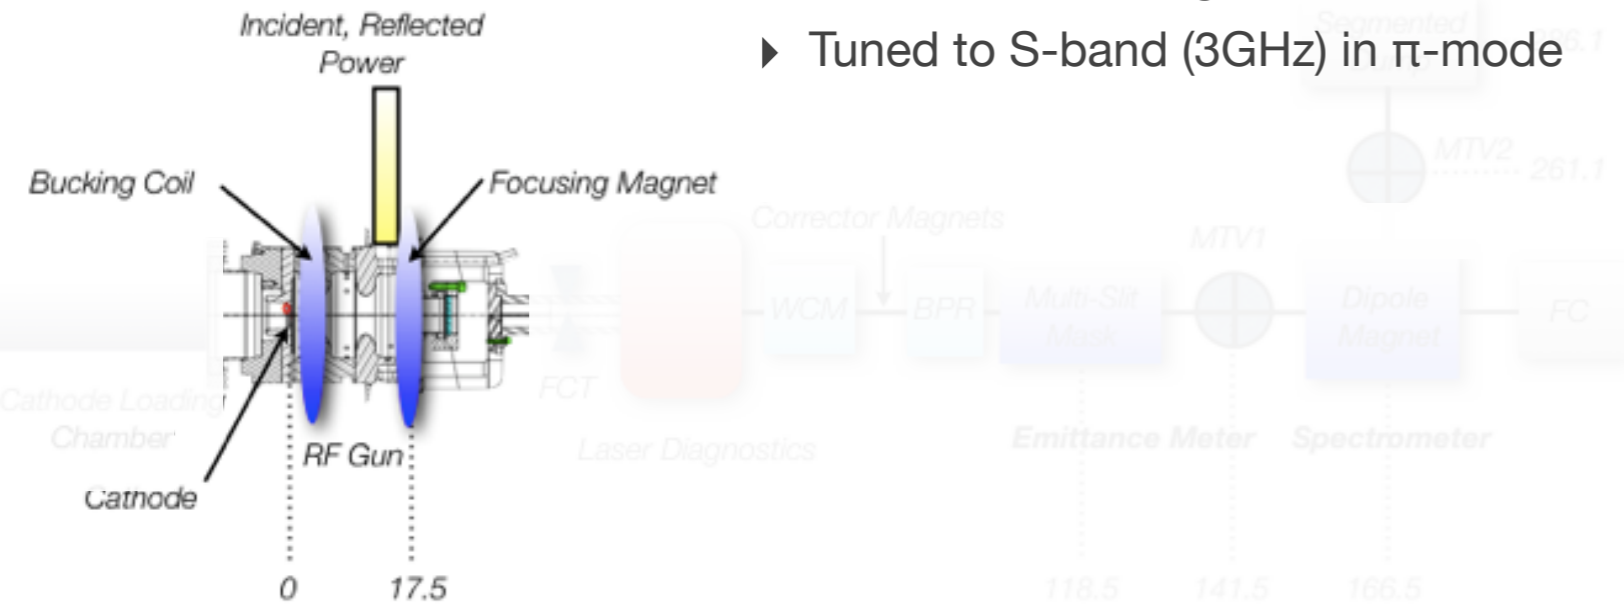 Incident, Reflected
Power
Tuned to S-band (3GHz) in π-mode
Segmented
MTV2
261.1
Bucking Coil
Focusing Magnet
Corrector Magnets
MTV1
WCM
BPR
Multi-Slit
Mask
Dipole
Magnet
FC
FCT
Cathode Loading
Chamber
RF Gun
Laser Diagnostics
Emittance Meter
Spectrometer
Cathode
0
17.5
118.5
141.5
166.5